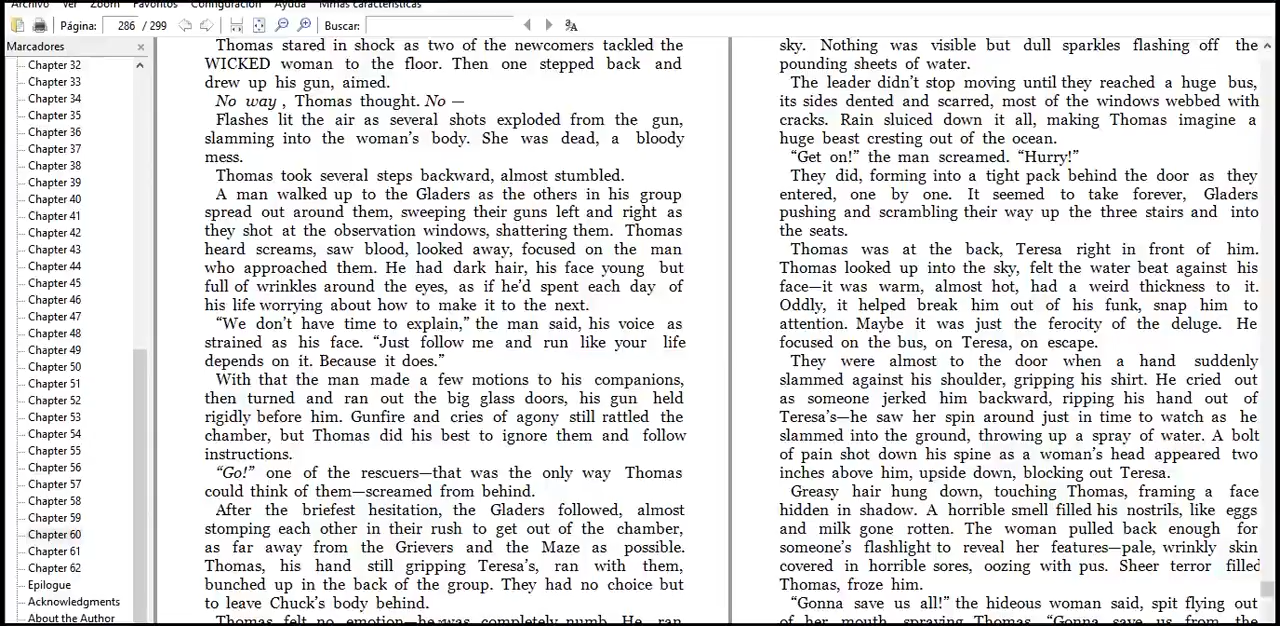 Archivo Ver Zoom Favoritos Configuración Ayuda Minas características
Página: 286 / 299 Buscar:
Marcadores
Chapter 32
Chapter 33
Chapter 34
Chapter 35
Chapter 36
Chapter 37
Chapter 38
Chapter 39
Chapter 40
Chapter 41
Chapter 42
Chapter 43
Chapter 44
Chapter 45
Chapter 46
Chapter 47
Chapter 48
Chapter 49
Chapter 50
Chapter 51
Chapter 52
Chapter 53
Chapter 54
Chapter 55
Chapter 56
Chapter 57
Chapter 58
Chapter 59
Chapter 60
Chapter 61
Chapter 62
Epilogue
Acknowledgments
About the Author
Thomas stared in shock as two of the newcomers tackled the
WICKED woman to the floor. Then one stepped back and
drew up his gun, aimed.
No way , Thomas thought. No —
Flashes lit the air as several shots exploded from the gun,
slamming into the woman’s body. She was dead, a bloody
mess.
Thomas took several steps backward, almost stumbled.
A man walked up to the Gladers as the others in his group
spread out around them, sweeping their guns left and right as
they shot at the observation windows, shattering them. Thomas
heard screams, saw blood, looked away, focused on the man
who approached them. He had dark hair, his face young but
full of wrinkles around the eyes, as if he’d spent each day of
his life worrying about how to make it to the next.
“We don’t have time to explain,” the man said, his voice as
strained as his face. “Just follow me and run like your life
depends on it. Because it does.”
With that the man made a few motions to his companions,
then turned and ran out the big glass doors, his gun held
rigidly before him. Gunfire and cries of agony still rattled the
chamber, but Thomas did his best to ignore them and follow
instructions.
“Go!” one of the rescuers—that was the only way Thomas
could think of them—screamed from behind.
After the briefest hesitation, the Gladers followed, almost
stomping each other in their rush to get out of the chamber,
as far away from the Grievers and the Maze as possible.
Thomas, his hand still gripping Teresa’s, ran with them,
bunched up in the back of the group. They had no choice but
to leave Chuck’s body behind.
Thomas felt no emotion—he was completely numb. He ran
sky. Nothing was visible but dull sparkles flashing off the
pounding sheets of water.
The leader didn’t stop moving until they reached a huge bus,
its sides dented and scarred, most of the windows webbed with
cracks. Rain sluiced down it all, making Thomas imagine a
huge beast cresting out of the ocean.
“Get on!” the man screamed. “Hurry!”
They did, forming into a tight pack behind the door as they
entered, one by one. It seemed to take forever, Gladers
pushing and scrambling their way up the three stairs and into
the seats.
Thomas was at the back, Teresa right in front of him.
Thomas looked up into the sky, felt the water beat against his
face—it was warm, almost hot, had a weird thickness to it.
Oddly, it helped break him out of his funk, snap him to
attention. Maybe it was just the ferocity of the deluge. He
focused on the bus, on Teresa, on escape.
They were almost to the door when a hand suddenly
slammed against his shoulder, gripping his shirt. He cried out
as someone jerked him backward, ripping his hand out of
Teresa’s—he saw her spin around just in time to watch as he
slammed into the ground, throwing up a spray of water. A bolt
of pain shot down his spine as a woman’s head appeared two
inches above him, upside down, blocking out Teresa.
Greasy hair hung down, touching Thomas, framing a face
hidden in shadow. A horrible smell filled his nostrils, like eggs
and milk gone rotten. The woman pulled back enough for
someone’s flashlight to reveal her features—pale, wrinkly skin
covered in horrible sores, oozing with pus. Sheer terror filled
Thomas, froze him.
“Gonna save us all!” the hideous woman said, spit flying out
of her mouth, spraying Thomas. “Gonna save us from the